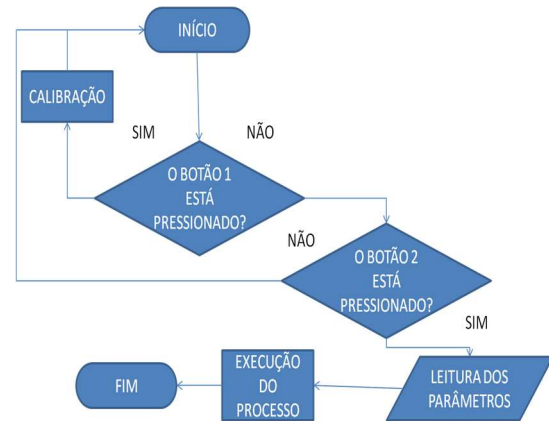 INÍCIO
CALIBRAÇÃO
SIM
NÃO
O BOTÃO 1
ESTÁ
PRESSIONADO?
NÃO
O BOTÃO 2
ESTÁ
PRESSIONADO?
SIM
FIM
EXECUÇÃO
DO
PROCESSO
LEITURA DOS
PARÂMETROS